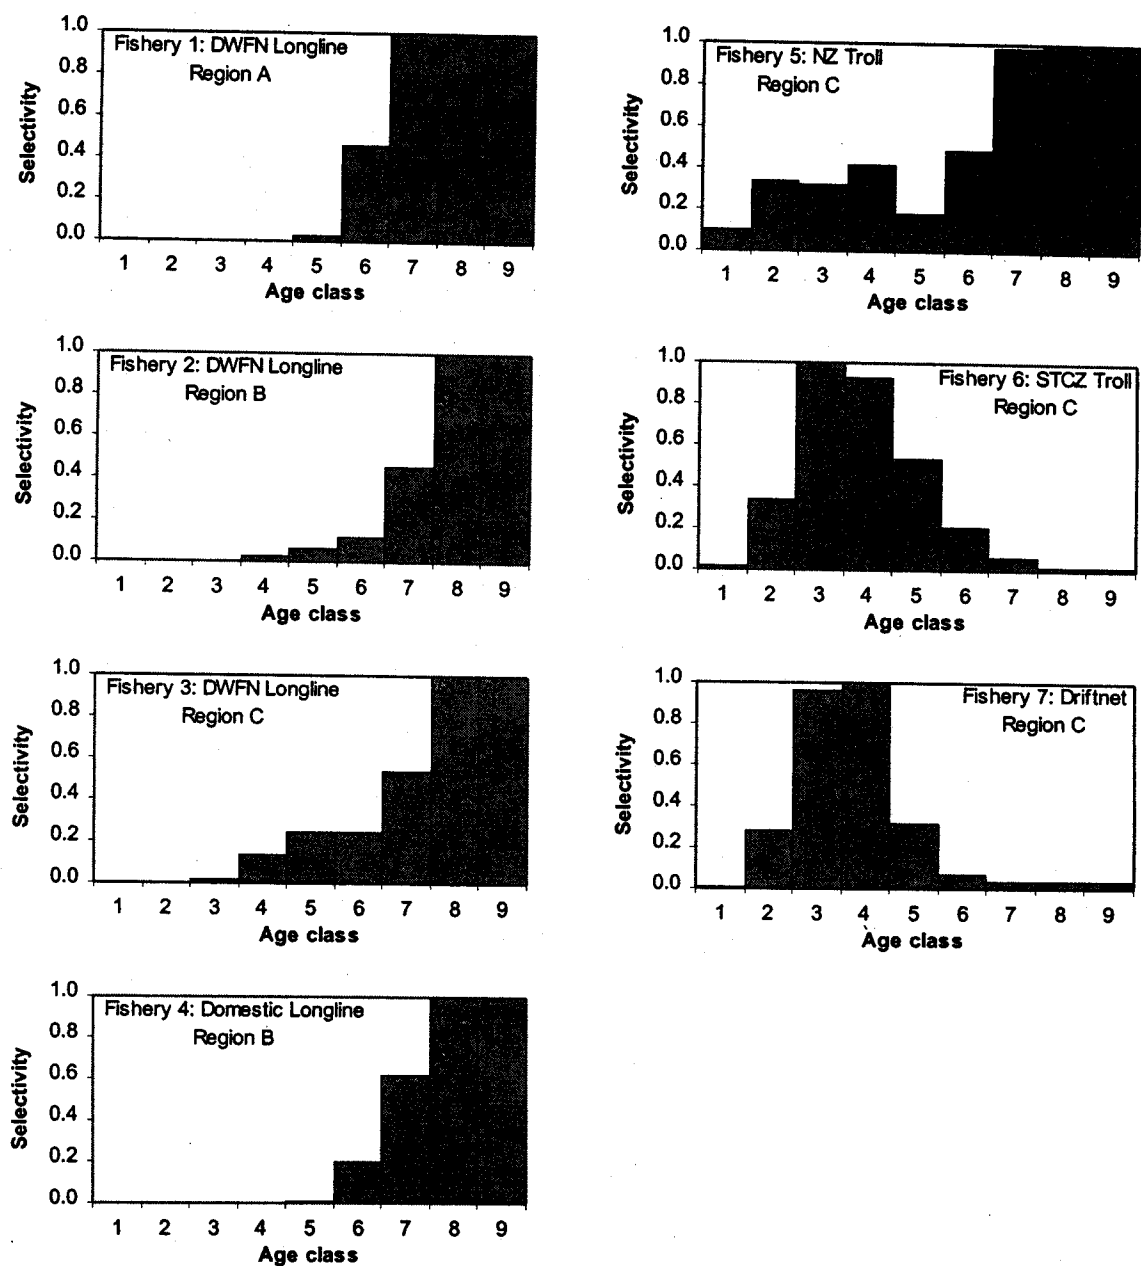 Fishery 1: DWFN Longline
Region A
Selectivity
1.0
0.8
0.6
0.4
0.2
0.0
1 2 3 4 5 6 7 8 9
Age class
Fishery 2: DWFN Longline
Region B
Selectivity
1.0
0.8
0.6
0.4
0.2
0.0
1 2 3 4 5 6 7 8 9
Age class
Fishery 3: DWFN Longline
Region C
Selectivity
1.0
0.8
0.6
0.4
0.2
0.0
1 2 3 4 5 6 7 8 9
Age class
Fishery 4: Domestic Longline
Region B
Selectivity
1.0
0.8
0.6
0.4
0.2
0.0
1 2 3 4 5 6 7 8 9
Age class
Fishery 5: NZ Troll
Region C
Selectivity
1.0
0.8
0.6
0.4
0.2
0.0
1 2 3 4 5 6 7 8 9
Age class
Fishery 6: STCZ Troll
Region C
Selectivity
1.0
0.8
0.6
0.4
0.2
0.0
1 2 3 4 5 6 7 8 9
Age class
Fishery 7: Driftnet
Region C
Selectivity
1.0
0.8
0.6
0.4
0.2
0.0
1 2 3 4 5 6 7 8 9
Age class